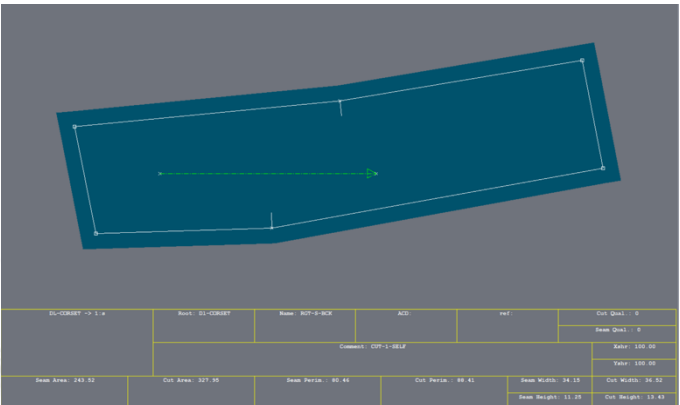 DL-CORSET -> 1:s
Root: D1-CORSET
Name: RGT-S-BCK
ACD:
ref:
Cut Qual.: 0
Seam Qual.: 0
Comment: CUT-1-SELF
Xshr: 100.00
Yshr: 100.00
Seam Area: 243.52
Cut Area: 327.95
Seam Perim.: 80.46
Cut Perim.: 88.41
Seam Width: 34.15
Cut Width: 36.52
Seam Height: 11.25
Cut Height: 13.43